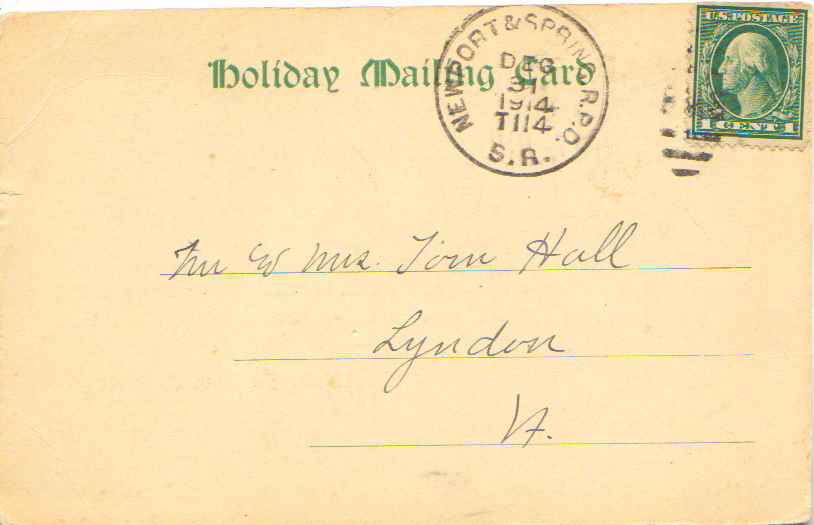 Holiday Mailing Card
NEWPORT & SPRING. R.P.O.
DEC
31
1914
T114
S.R.
U.S. POSTAGE
1 CENT 1
Mr & Mrs. Tom Hall
Lyndon
Vt.